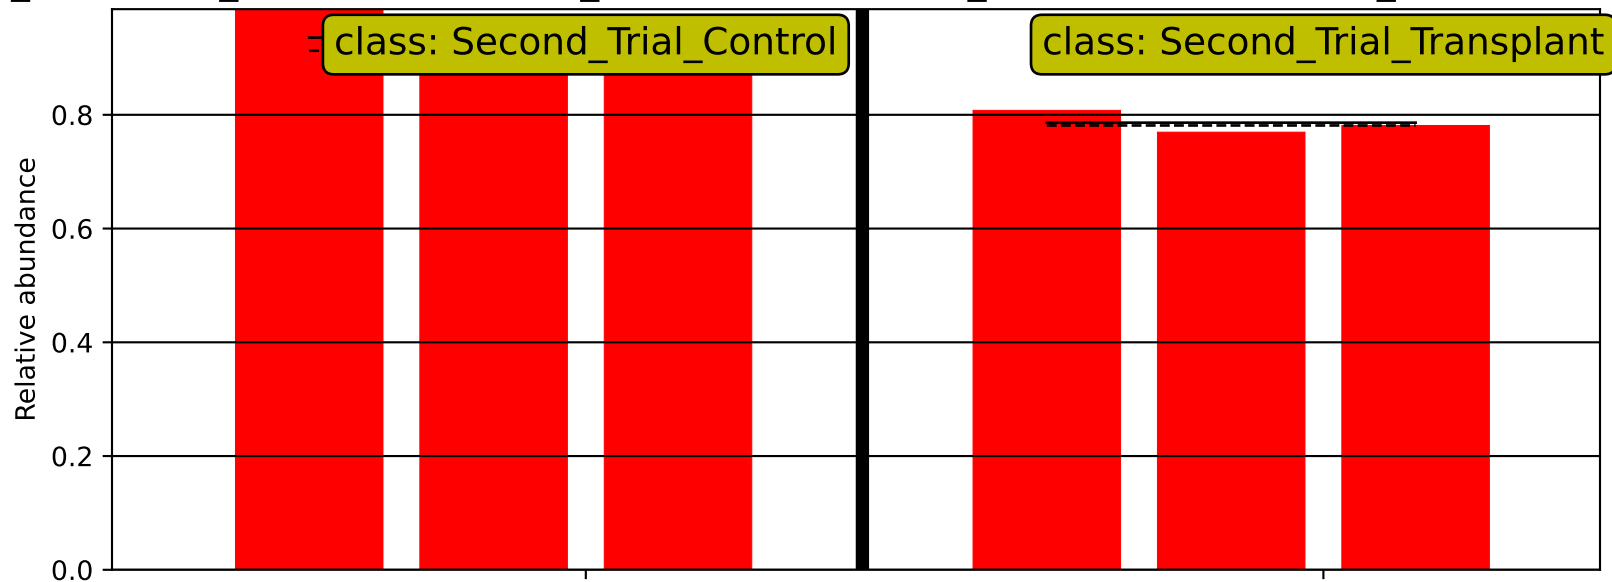 class: Second_Trial_Control
class: Second_Trial_Transplant
0.8
0.6
0.4
0.2
0.0
Relative abundance